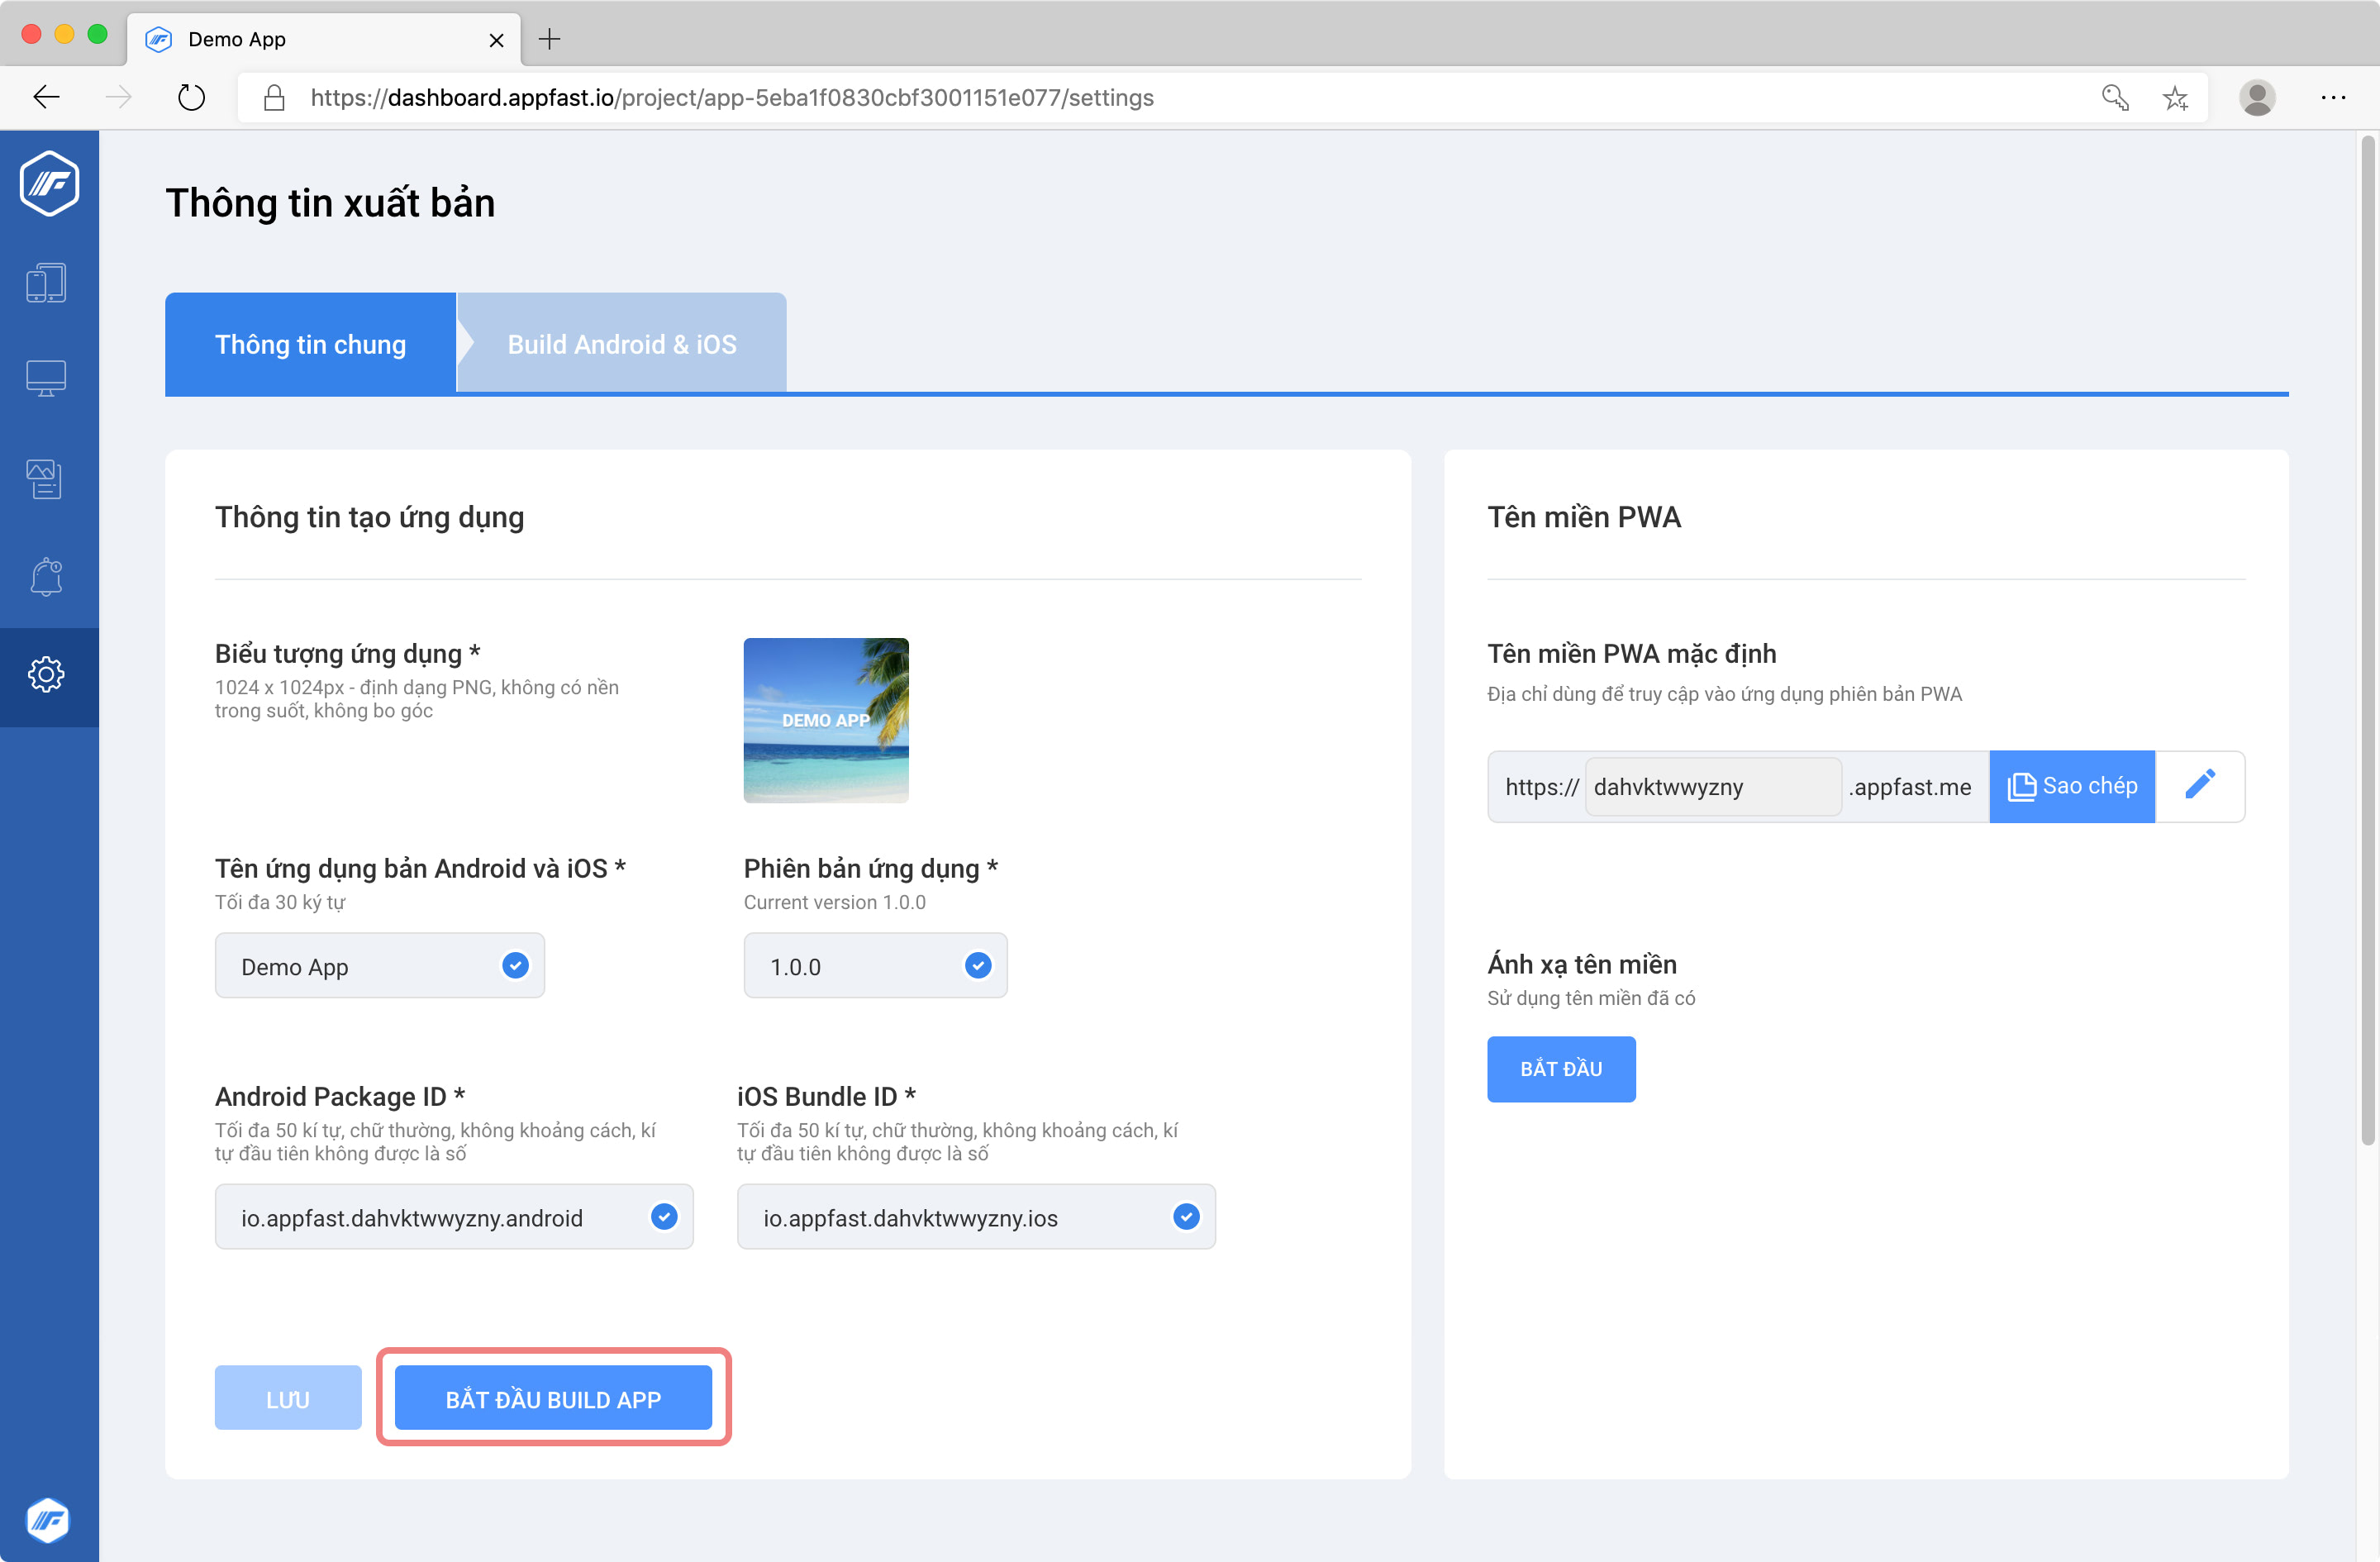 Demo App
https://dashboard.appfast.io/project/app-5eba1f0830cbf3001151e077/settings
Thông tin xuất bản
Thông tin chung
Build Android & iOS
Thông tin tạo ứng dụng
Biểu tượng ứng dụng *
1024 x 1024px - định dạng PNG, không có nền
trong suốt, không bo góc
DEMO APP
Tên ứng dụng bản Android và iOS *
Tối đa 30 ký tự
Demo App
Phiên bản ứng dụng *
Current version 1.0.0
1.0.0
Android Package ID *
Tối đa 50 kí tự, chữ thường, không khoảng cách, kí
tự đầu tiên không được là số
io.appfast.dahvktwwyzny.android
iOS Bundle ID *
Tối đa 50 kí tự, chữ thường, không khoảng cách, kí
tự đầu tiên không được là số
io.appfast.dahvktwwyzny.ios
LƯU
BẮT ĐẦU BUILD APP
Tên miền PWA
Tên miền PWA mặc định
Địa chỉ dùng để truy cập vào ứng dụng phiên bản PWA
https:// dahvktwwyzny .appfast.me
Sao chép
Ánh xạ tên miền
Sử dụng tên miền đã có
BẮT ĐẦU